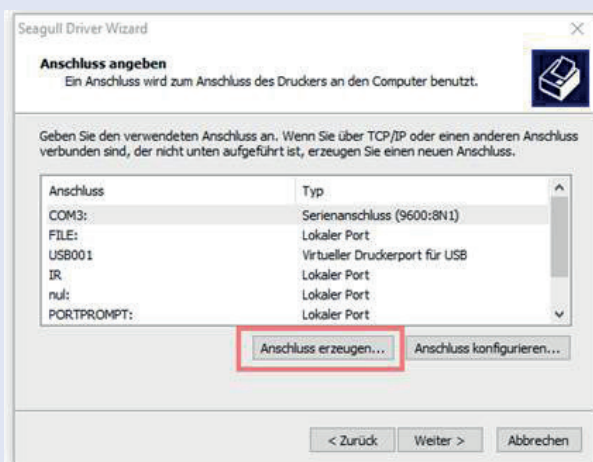 Seagull Driver Wizard
Anschluss angeben
Ein Anschluss wird zum Anschluss des Druckers an den Computer benutzt.
Geben Sie den verwendeten Anschluss an. Wenn Sie über TCP/IP oder einen anderen Anschluss
verbunden sind, der nicht unten aufgeführt ist, erzeugen Sie einen neuen Anschluss.
Anschluss Typ
COM3: Serienanschluss (9600:8N1)
FILE: Lokaler Port
USB001 Virtueller Druckerport für USB
IR Lokaler Port
nul: Lokaler Port
PORTPROMPT: Lokaler Port
Anschluss erzeugen... Anschluss konfigurieren...
< Zurück Weiter > Abbrechen